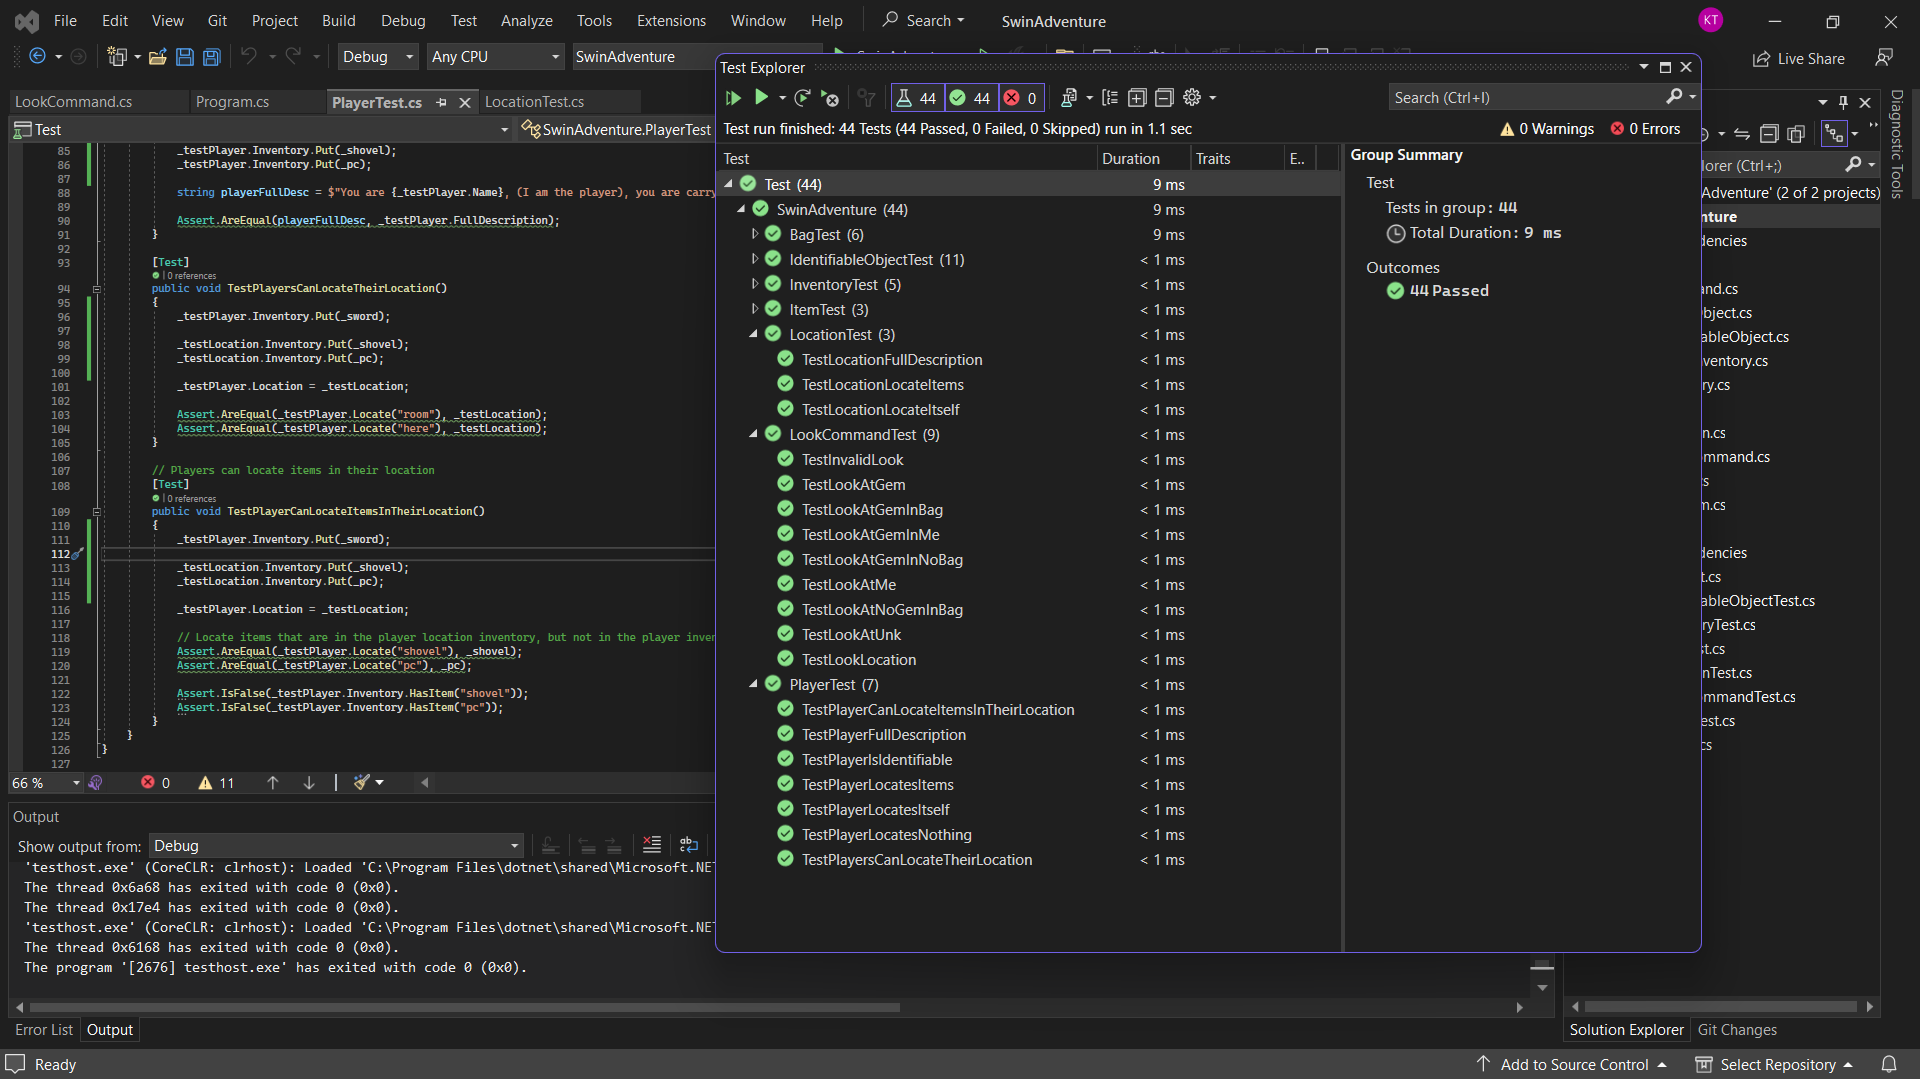 File Edit View Git Project Build Debug Test Analyze Tools Extensions Window Help Search SwinAdventure KT
Debug Any CPU SwinAdventure Live Share
LookCommand.cs Program.cs PlayerTest.cs LocationTest.cs
Test SwinAdventure.PlayerTest
85 _testPlayer.Inventory.Put(_shovel);
86 _testPlayer.Inventory.Put(_pc);
87
88 string playerFullDesc = $"You are {_testPlayer.Name}, (I am the player), you are carry
89
90 Assert.AreEqual(playerFullDesc, _testPlayer.FullDescription);
91 }
92
93 [Test]
0 references
94 public void TestPlayersCanLocateTheirLocation()
95 {
96 _testPlayer.Inventory.Put(_sword);
97
98 _testLocation.Inventory.Put(_shovel);
99 _testLocation.Inventory.Put(_pc);
100
101 _testPlayer.Location = _testLocation;
102
103 Assert.AreEqual(_testPlayer.Locate("room"), _testLocation);
104 Assert.AreEqual(_testPlayer.Locate("here"), _testLocation);
105 }
106
107 // Players can locate items in their location
108 [Test]
0 references
109 public void TestPlayerCanLocateItemsInTheirLocation()
110 {
111 _testPlayer.Inventory.Put(_sword);
112
113 _testLocation.Inventory.Put(_shovel);
114 _testLocation.Inventory.Put(_pc);
115
116 _testPlayer.Location = _testLocation;
117
118 // Locate items that are in the player location inventory, but not in the player inven
119 Assert.AreEqual(_testPlayer.Locate("shovel"), _shovel);
120 Assert.AreEqual(_testPlayer.Locate("pc"), _pc);
121
122 Assert.IsFalse(_testPlayer.Inventory.HasItem("shovel"));
123 Assert.IsFalse(_testPlayer.Inventory.HasItem("pc"));
124 }
125 }
126 }
127
66 % 0 11
Output
Show output from: Debug
'testhost.exe' (CoreCLR: clrhost): Loaded 'C:\Program Files\dotnet\shared\Microsoft.NET
The thread 0x6a68 has exited with code 0 (0x0).
The thread 0x17e4 has exited with code 0 (0x0).
'testhost.exe' (CoreCLR: clrhost): Loaded 'C:\Program Files\dotnet\shared\Microsoft.NET
The thread 0x6168 has exited with code 0 (0x0).
The program '[2676] testhost.exe' has exited with code 0 (0x0).
Error List Output
Test Explorer
44 44 0 Search (Ctrl+I)
Test run finished: 44 Tests (44 Passed, 0 Failed, 0 Skipped) run in 1.1 sec 0 Warnings 0 Errors
Test Duration Traits E..
Test (44) 9 ms
SwinAdventure (44) 9 ms
BagTest (6) 9 ms
IdentifiableObjectTest (11) < 1 ms
InventoryTest (5) < 1 ms
ItemTest (3) < 1 ms
LocationTest (3) < 1 ms
TestLocationFullDescription < 1 ms
TestLocationLocateItems < 1 ms
TestLocationLocateItself < 1 ms
LookCommandTest (9) < 1 ms
TestInvalidLook < 1 ms
TestLookAtGem < 1 ms
TestLookAtGemInBag < 1 ms
TestLookAtGemInMe < 1 ms
TestLookAtGemInNoBag < 1 ms
TestLookAtMe < 1 ms
TestLookAtNoGemInBag < 1 ms
TestLookAtUnk < 1 ms
TestLookLocation < 1 ms
PlayerTest (7) < 1 ms
TestPlayerCanLocateItemsInTheirLocation < 1 ms
TestPlayerFullDescription < 1 ms
TestPlayerIsIdentifiable < 1 ms
TestPlayerLocatesItems < 1 ms
TestPlayerLocatesItself < 1 ms
TestPlayerLocatesNothing < 1 ms
TestPlayersCanLocateTheirLocation < 1 ms
Group Summary
Test
Tests in group: 44
Total Duration: 9 ms
Outcomes
44 Passed
lorer (Ctrl+;)
Adventure' (2 of 2 projects)
nture
dencies
and.cs
bject.cs
ableObject.cs
ventory.cs
ry.cs
n.cs
mmand.cs
s
m.cs
dencies
t.cs
ableObjectTest.cs
ryTest.cs
st.cs
nTest.cs
mmandTest.cs
est.cs
cs
Diagnostic Tools
Solution Explorer Git Changes
Ready Add to Source Control Select Repository